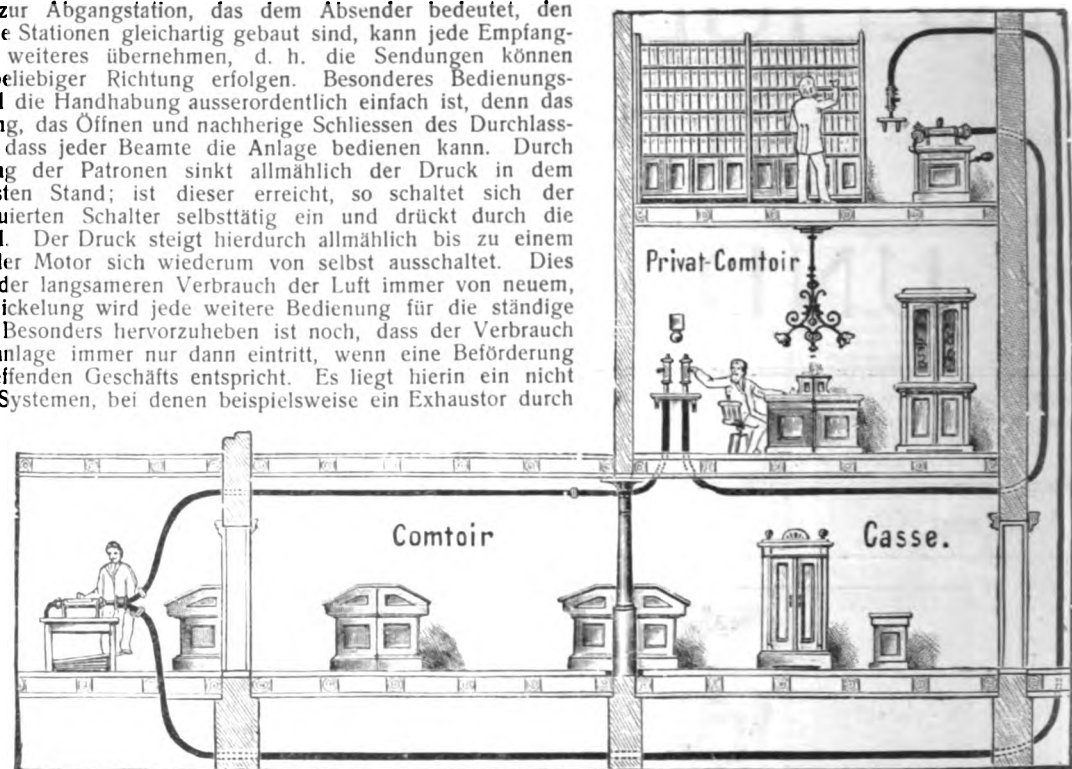 zur Abgangstation, das dem Absender bedeutet, den
e Stationen gleichartig gebaut sind, kann jede Empfang-
weiteres übernehmen, d. h. die Sendungen können
eliebiger Richtung erfolgen. Besonderes Bedienungs-
die Handhabung ausserordentlich einfach ist, denn das
ng, das Öffnen und nachherige Schliessen des Durchlass-
dass jeder Beamte die Anlage bedienen kann. Durch
ng der Patronen sinkt allmählich der Druck in dem
sten Stand; ist dieser erreicht, so schaltet sich der
uierten Schalter selbsttätig ein und drückt durch die
l. Der Druck steigt hierdurch allmählich bis zu einem
der Motor sich wiederum von selbst ausschaltet. Dies
der langsameren Verbrauch der Luft immer von neuem,
ickelung wird jede weitere Bedienung für die ständige
Besonders hervorzuheben ist noch, dass der Verbrauch
anlage immer nur dann eintritt, wenn eine Beförderung
effenden Geschäfts entspricht. Es liegt hierin ein nicht
Systemen, bei denen beispielsweise ein Exhaustor durch
Privat-Comtoir
Comtoir
Casse.